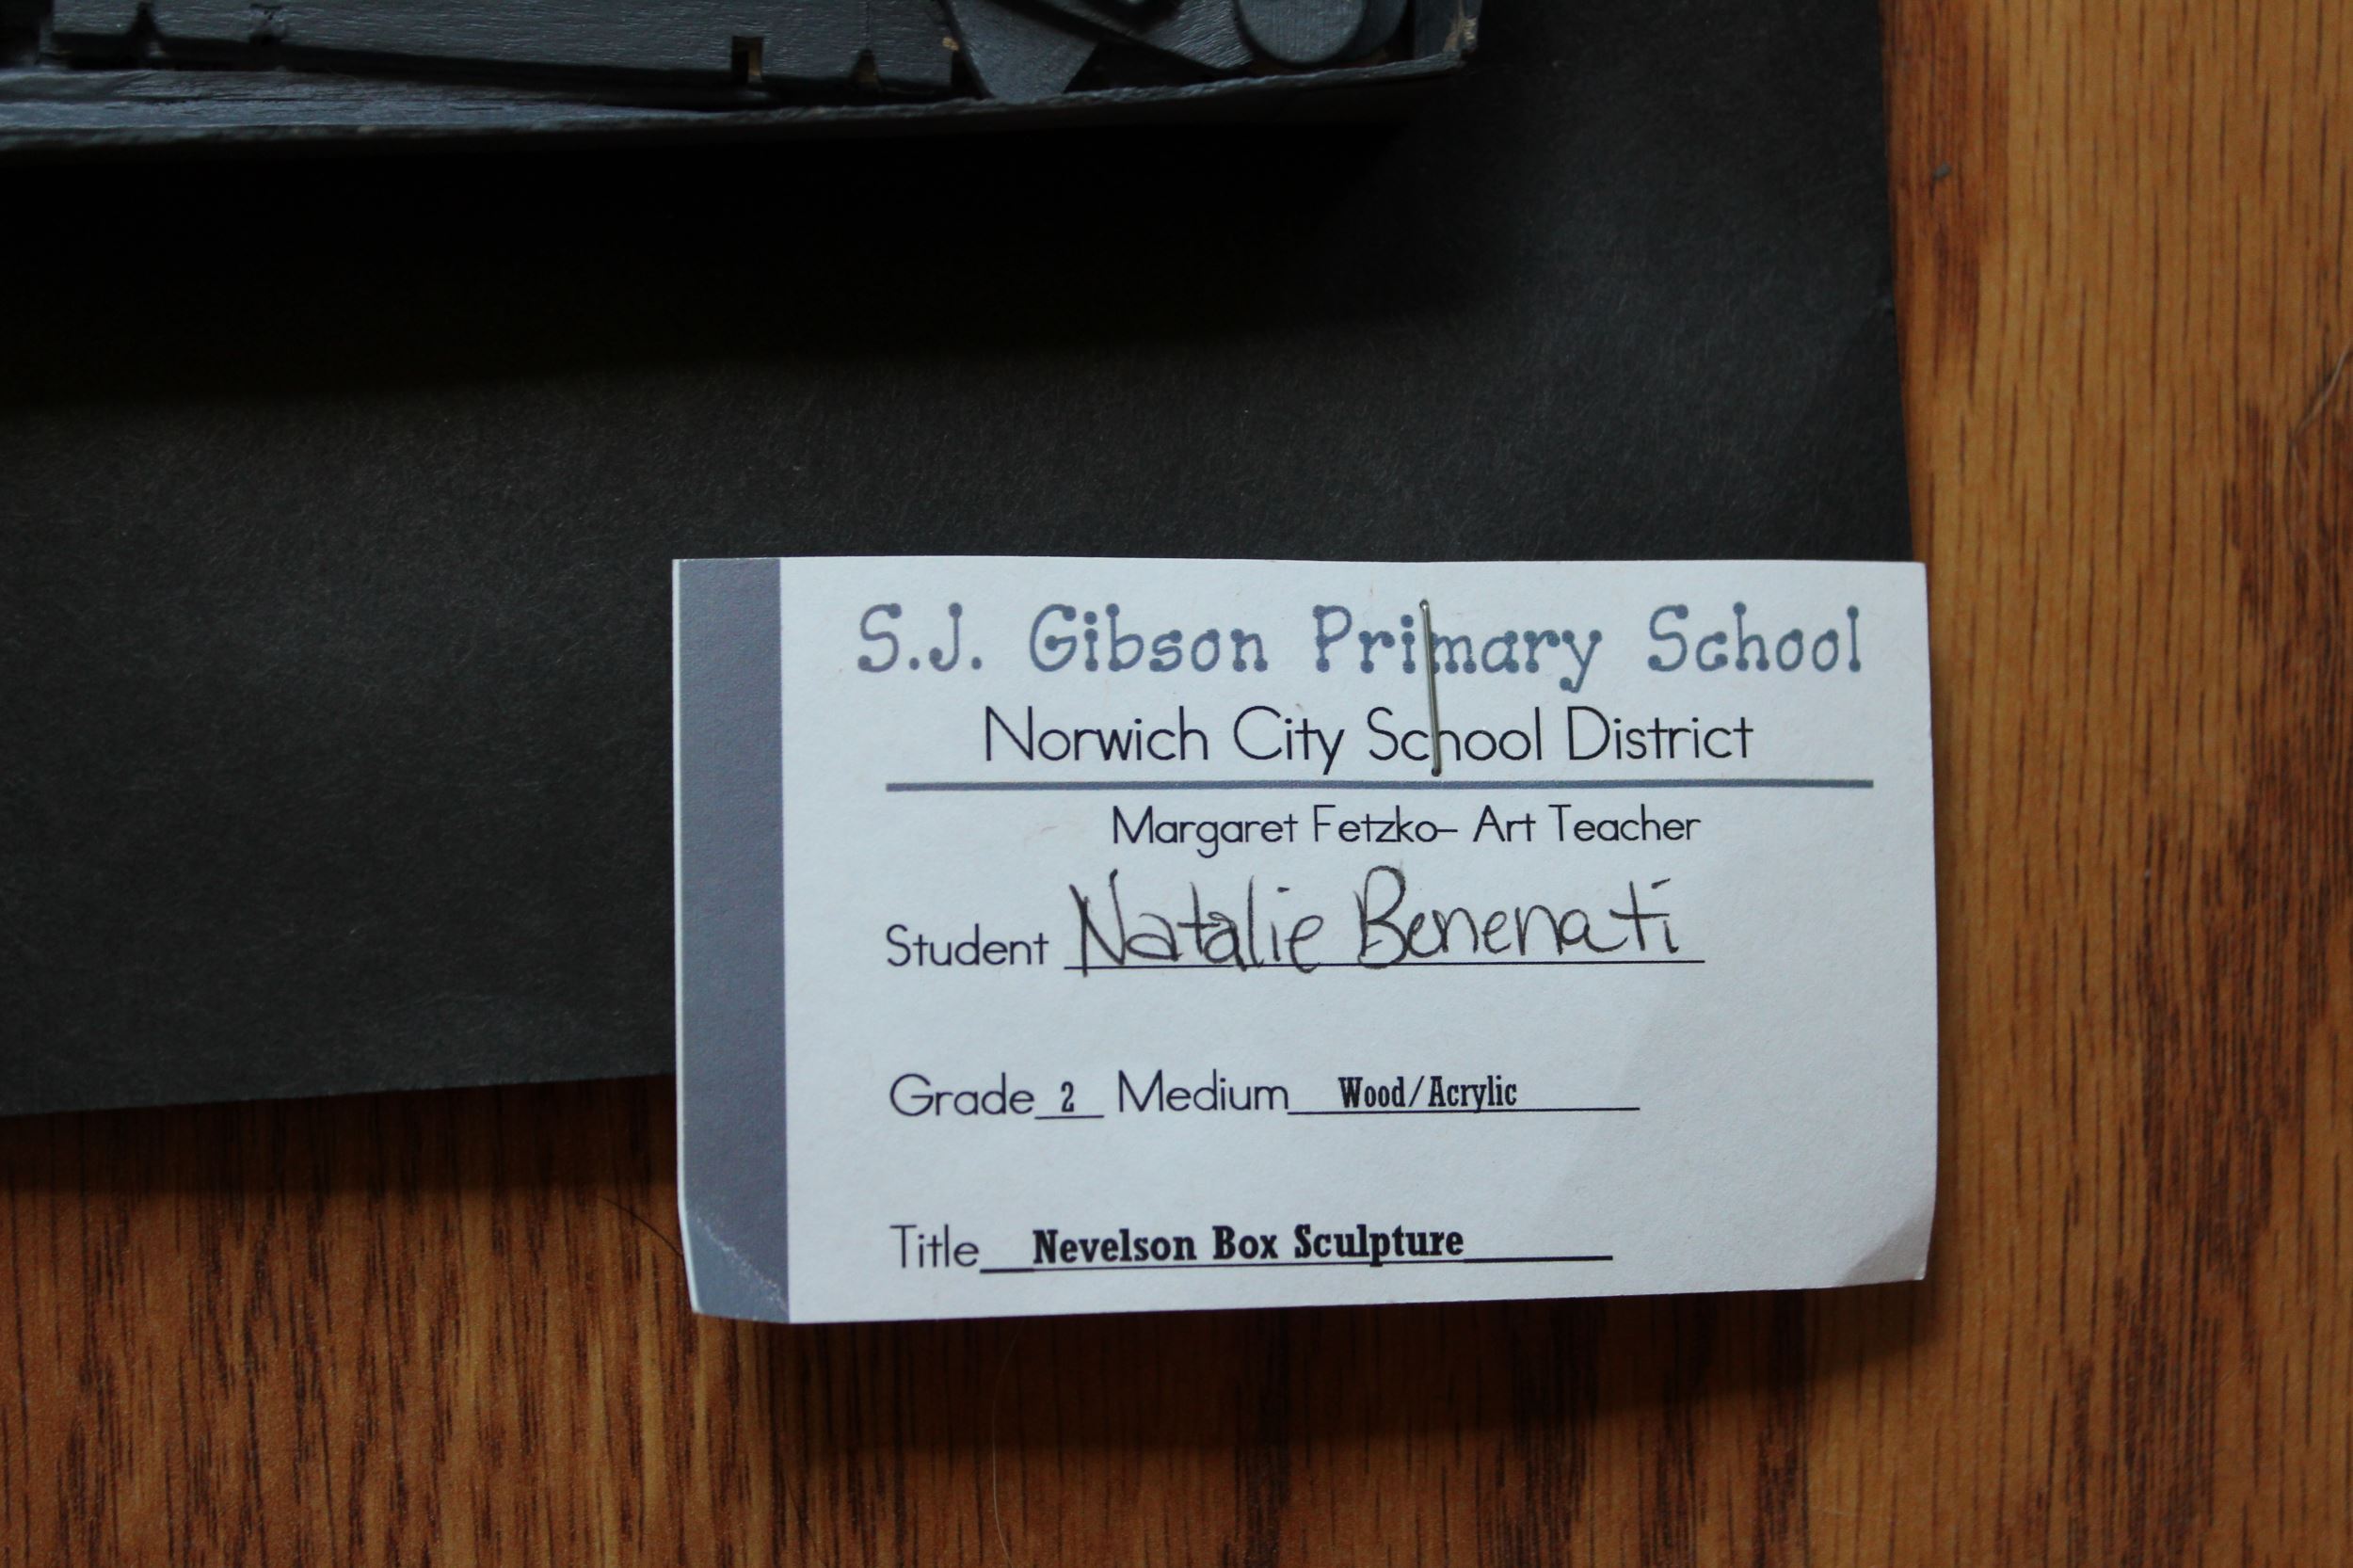 S.J. Gibson Primary School
Norwich City School District
Margaret Fetzko- Art Teacher
Student Natalie Benenati
Grade 2 Medium Wood/Acrylic
Title Nevelson Box Sculpture